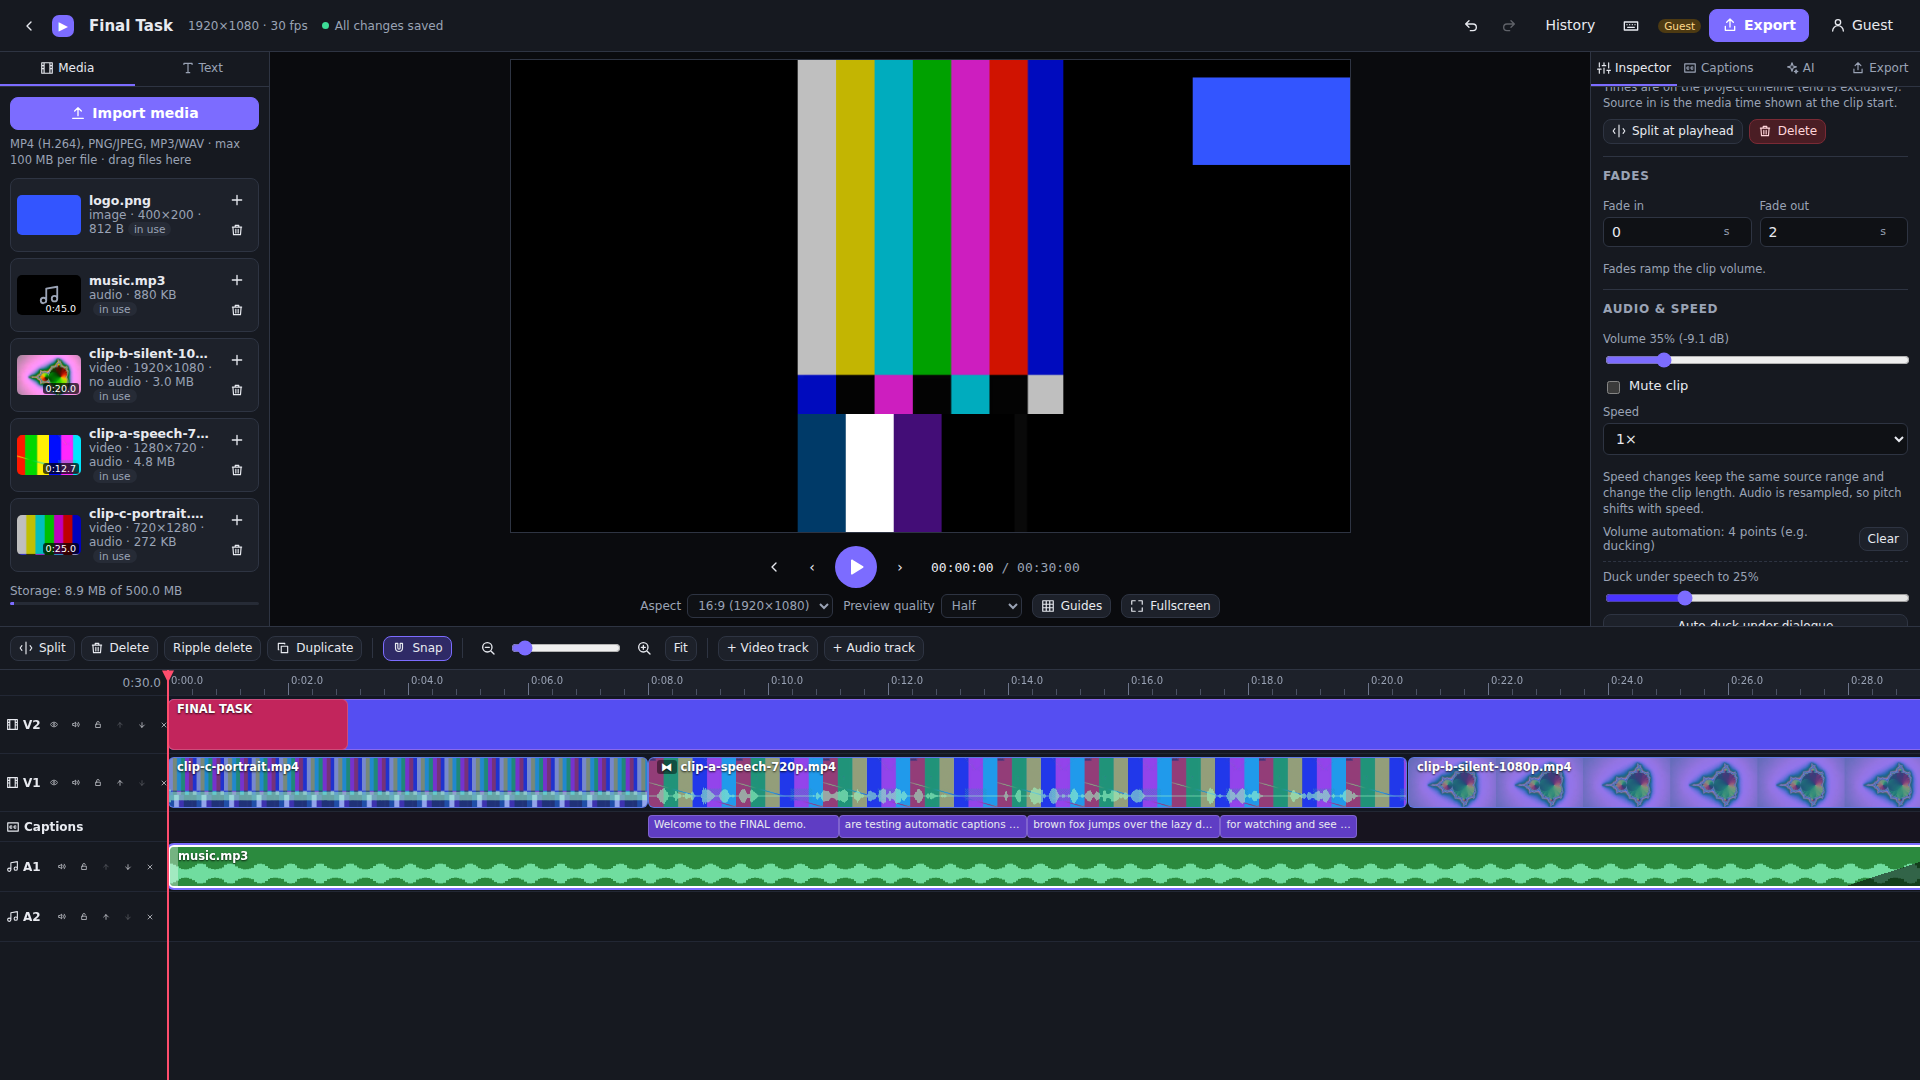 Final Task
1920×1080 · 30 fps
All changes saved
History
Guest
Export
Guest
Media
Text
Import media
MP4 (H.264), PNG/JPEG, MP3/WAV · max
100 MB per file · drag files here
logo.png
image · 400×200 ·
812 B in use
music.mp3
audio · 880 KB
in use
0:45.0
clip-b-silent-10...
video · 1920×1080 ·
no audio · 3.0 MB
in use
0:20.0
clip-a-speech-7...
video · 1280×720 ·
audio · 4.8 MB
in use
0:12.7
clip-c-portrait....
video · 720×1280 ·
audio · 272 KB
in use
0:25.0
Storage: 8.9 MB of 500.0 MB
00:00:00 / 00:30:00
Aspect 16:9 (1920×1080) Preview quality Half Guides Fullscreen
Inspector Captions AI Export
Times are on the project timeline (end is exclusive).
Source in is the media time shown at the clip start.
Split at playhead Delete
FADES
Fade in Fade out
0 s 2 s
Fades ramp the clip volume.
AUDIO & SPEED
Volume 35% (-9.1 dB)
Mute clip
Speed
1×
Speed changes keep the same source range and
change the clip length. Audio is resampled, so pitch
shifts with speed.
Volume automation: 4 points (e.g.
ducking)
Clear
Duck under speech to 25%
Auto-duck under dialogue
Split Delete Ripple delete Duplicate Snap Fit + Video track + Audio track
0:30.0
0:00.0 0:02.0 0:04.0 0:06.0 0:08.0 0:10.0 0:12.0 0:14.0 0:16.0 0:18.0 0:20.0 0:22.0 0:24.0 0:26.0 0:28.0
V2
FINAL TASK
V1
clip-c-portrait.mp4
clip-a-speech-720p.mp4
clip-b-silent-1080p.mp4
Captions
Welcome to the FINAL demo.
are testing automatic captions ...
brown fox jumps over the lazy d...
for watching and see ...
A1
music.mp3
A2